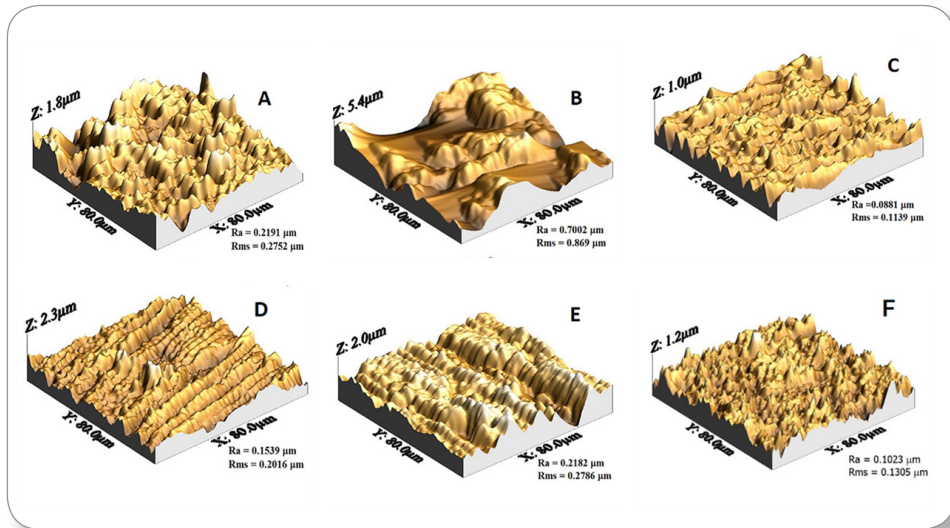 A
Z: 1.8µm
Y: 80.0µm
X: 80.0µm
Ra = 0.2191 µm
Rms = 0.2752 µm
B
Z: 5.4µm
Y: 80.0µm
X: 80.0µm
Ra = 0.7002 µm
Rms = 0.869 µm
C
Z: 1.0µm
Y: 80.0µm
X: 80.0µm
Ra =0.0881 µm
Rms = 0.1139 µm
D
Z: 2.3µm
Y: 80.0µm
X: 80.0µm
Ra = 0.1539 µm
Rms = 0.2016 µm
E
Z: 2.0µm
Y: 80.0µm
X: 80.0µm
Ra = 0.2182 µm
Rms = 0.2786 µm
F
Z: 1.2µm
Y: 80.0µm
X: 80.0µm
Ra = 0.1023 µm
Rms = 0.1305 µm